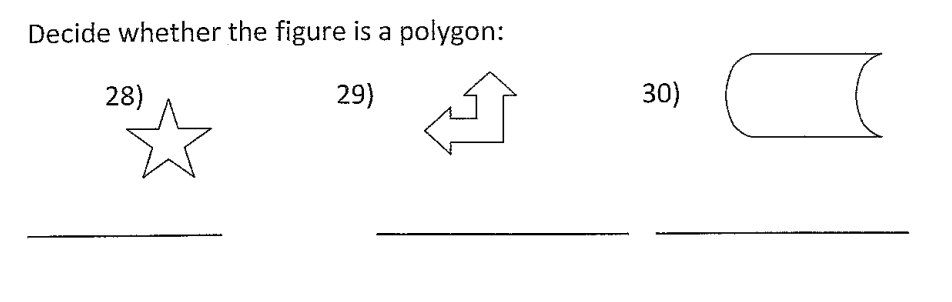 Decide whether the figure is a polygon:
28) 29) 30)